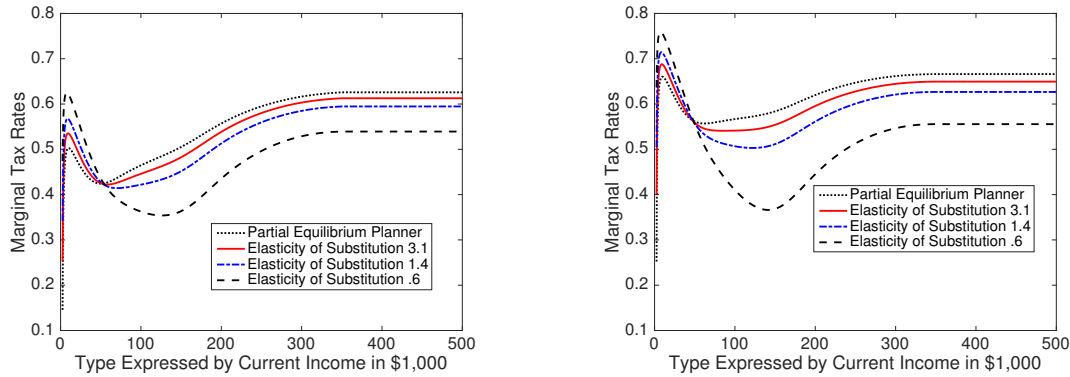 0.8
0.7
0.6
0.5
0.4
0.3
0.2
0.1
Marginal Tax Rates
Partial Equilibrium Planner
Elasticity of Substitution 3.1
Elasticity of Substitution 1.4
Elasticity of Substitution .6
0 100 200 300 400 500
Type Expressed by Current Income in $1,000
0.8
0.7
0.6
0.5
0.4
0.3
0.2
0.1
Marginal Tax Rates
Partial Equilibrium Planner
Elasticity of Substitution 3.1
Elasticity of Substitution 1.4
Elasticity of Substitution .6
0 100 200 300 400 500
Type Expressed by Current Income in $1,000